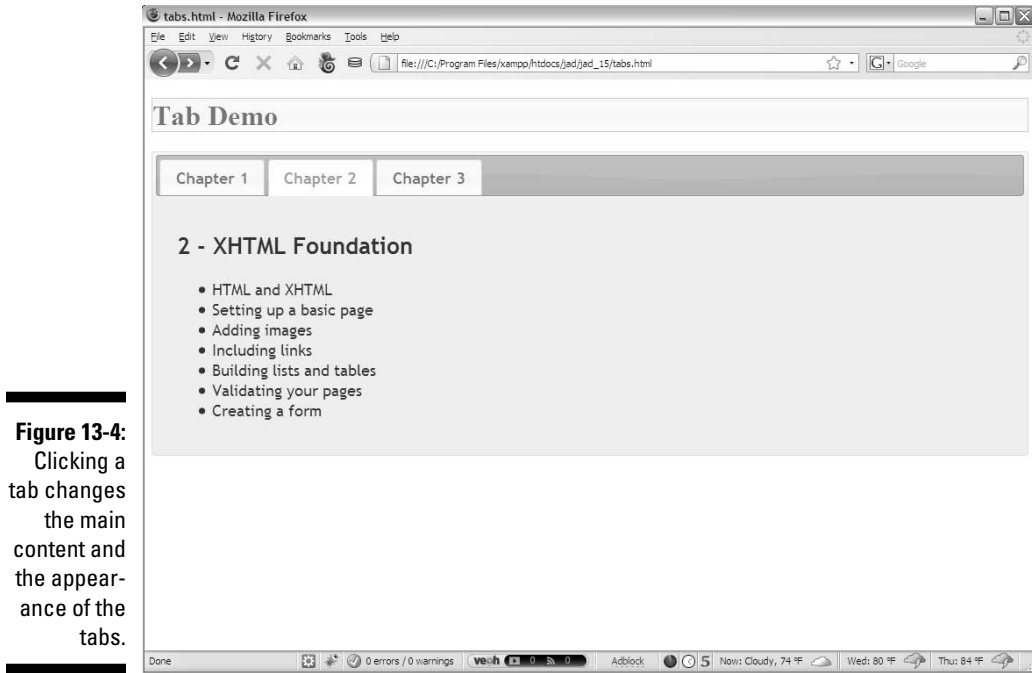 tabs.html - Mozilla Firefox
File Edit View History Bookmarks Tools Help
file:///C:/Program Files/xampp/htdocs/jad/jad_15/tabs.html
G Google
Tab Demo
Chapter 1 Chapter 2 Chapter 3
2 - XHTML Foundation
• HTML and XHTML
• Setting up a basic page
• Adding images
• Including links
• Building lists and tables
• Validating your pages
• Creating a form
Figure 13-4:
Clicking a
tab changes
the main
content and
the appear-
ance of the
tabs.
Done 0 errors / 0 warnings veoh 0 0 Adblock 5 Now: Cloudy, 74 °F Wed: 80 °F Thu: 84 °F